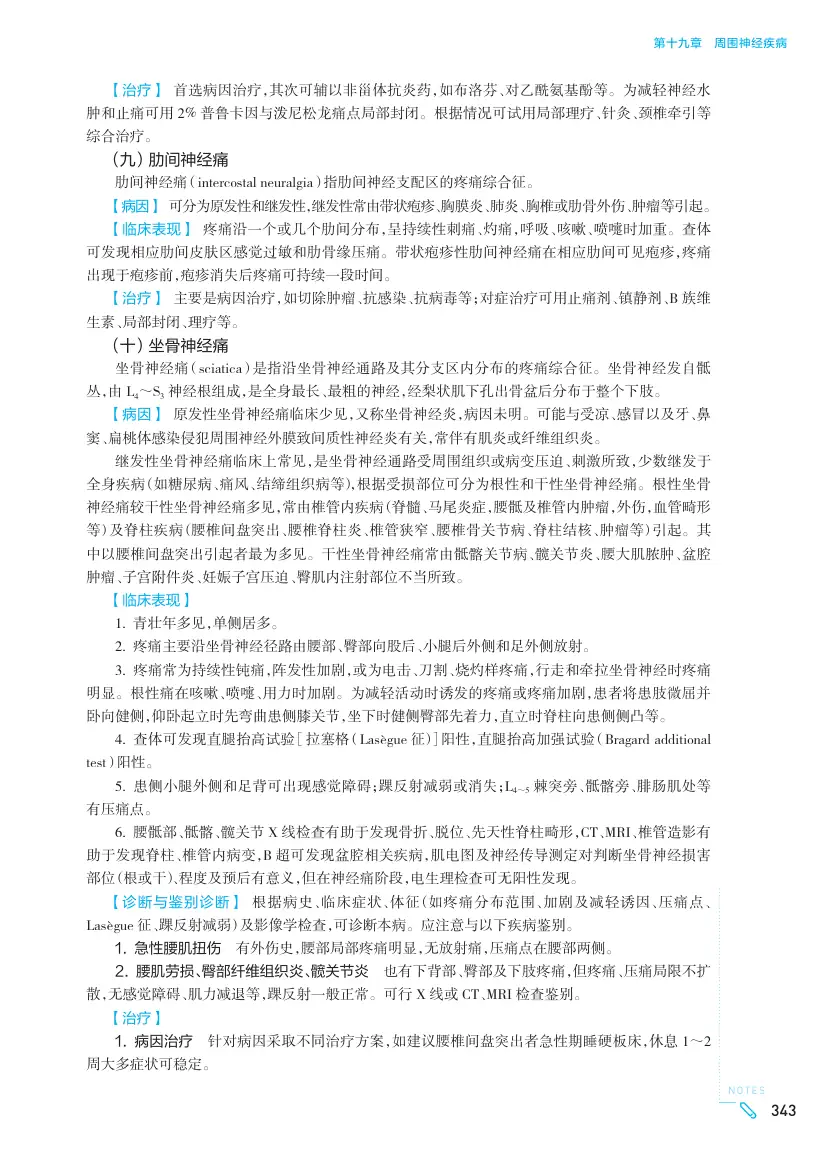 第十九章　周围神经疾病
【治疗】 首选病因治疗，其次可辅以非甾体抗炎药，如布洛芬、对乙酰氨基酚等。为减轻神经水
肿和止痛可用 2% 普鲁卡因与泼尼松龙痛点局部封闭。根据情况可试用局部理疗、针灸、颈椎牵引等
综合治疗。
（九）肋间神经痛
肋间神经痛（intercostal neuralgia）指肋间神经支配区的疼痛综合征。
【病因】 可分为原发性和继发性，继发性常由带状疱疹、胸膜炎、肺炎、胸椎或肋骨外伤、肿瘤等引起。
【临床表现】 疼痛沿一个或几个肋间分布，呈持续性刺痛、灼痛，呼吸、咳嗽、喷嚏时加重。查体
可发现相应肋间皮肤区感觉过敏和肋骨缘压痛。带状疱疹性肋间神经痛在相应肋间可见疱疹，疼痛
出现于疱疹前，疱疹消失后疼痛可持续一段时间。
【治疗】 主要是病因治疗，如切除肿瘤、抗感染、抗病毒等；对症治疗可用止痛剂、镇静剂、B 族维
生素、局部封闭、理疗等。
（十）坐骨神经痛
坐骨神经痛（sciatica）是指沿坐骨神经通路及其分支区内分布的疼痛综合征。坐骨神经发自骶
丛，由 L₄～S₃ 神经根组成，是全身最长、最粗的神经，经梨状肌下孔出骨盆后分布于整个下肢。
【病因】 原发性坐骨神经痛临床少见，又称坐骨神经炎，病因未明。可能与受凉、感冒以及牙、鼻
窦、扁桃体感染侵犯周围神经外膜致间质性神经炎有关，常伴有肌炎或纤维组织炎。
继发性坐骨神经痛临床上常见，是坐骨神经通路受周围组织或病变压迫、刺激所致，少数继发于
全身疾病（如糖尿病、痛风、结缔组织病等），根据受损部位可分为根性和干性坐骨神经痛。根性坐骨
神经痛较干性坐骨神经痛多见，常由椎管内疾病（脊髓、马尾炎症，腰骶及椎管内肿瘤，外伤，血管畸形
等）及脊柱疾病（腰椎间盘突出、腰椎脊柱炎、椎管狭窄、腰椎骨关节病、脊柱结核、肿瘤等）引起。其
中以腰椎间盘突出引起者最为多见。干性坐骨神经痛常由骶髂关节病、髋关节炎、腰大肌脓肿、盆腔
肿瘤、子宫附件炎、妊娠子宫压迫、臀肌内注射部位不当所致。
【临床表现】
1. 青壮年多见，单侧居多。
2. 疼痛主要沿坐骨神经径路由腰部、臀部向股后、小腿后外侧和足外侧放射。
3. 疼痛常为持续性钝痛，阵发性加剧，或为电击、刀割、烧灼样疼痛，行走和牵拉坐骨神经时疼痛
明显。根性痛在咳嗽、喷嚏、用力时加剧。为减轻活动时诱发的疼痛或疼痛加剧，患者将患肢微屈并
卧向健侧，仰卧起立时先弯曲患侧膝关节，坐下时健侧臀部先着力，直立时脊柱向患侧侧凸等。
4. 查体可发现直腿抬高试验［拉塞格（Lasègue 征）］阳性，直腿抬高加强试验（Bragard additional
test）阳性。
5. 患侧小腿外侧和足背可出现感觉障碍；踝反射减弱或消失；L₄～₅ 棘突旁、骶髂旁、腓肠肌处等
有压痛点。
6. 腰骶部、骶髂、髋关节 X 线检查有助于发现骨折、脱位、先天性脊柱畸形，CT、MRI、椎管造影有
助于发现脊柱、椎管内病变，B 超可发现盆腔相关疾病，肌电图及神经传导测定对判断坐骨神经损害
部位（根或干）、程度及预后有意义，但在神经痛阶段，电生理检查可无阳性发现。
【诊断与鉴别诊断】 根据病史、临床症状、体征（如疼痛分布范围、加剧及减轻诱因、压痛点、
Lasègue 征、踝反射减弱）及影像学检查，可诊断本病。应注意与以下疾病鉴别。
1. 急性腰肌扭伤　有外伤史，腰部局部疼痛明显，无放射痛，压痛点在腰部两侧。
2. 腰肌劳损、臀部纤维组织炎、髋关节炎　也有下背部、臀部及下肢疼痛，但疼痛、压痛局限不扩
散，无感觉障碍、肌力减退等，踝反射一般正常。可行 X 线或 CT、MRI 检查鉴别。
【治疗】
1. 病因治疗　针对病因采取不同治疗方案，如建议腰椎间盘突出者急性期睡硬板床，休息 1～2
周大多症状可稳定。
NOTES
343